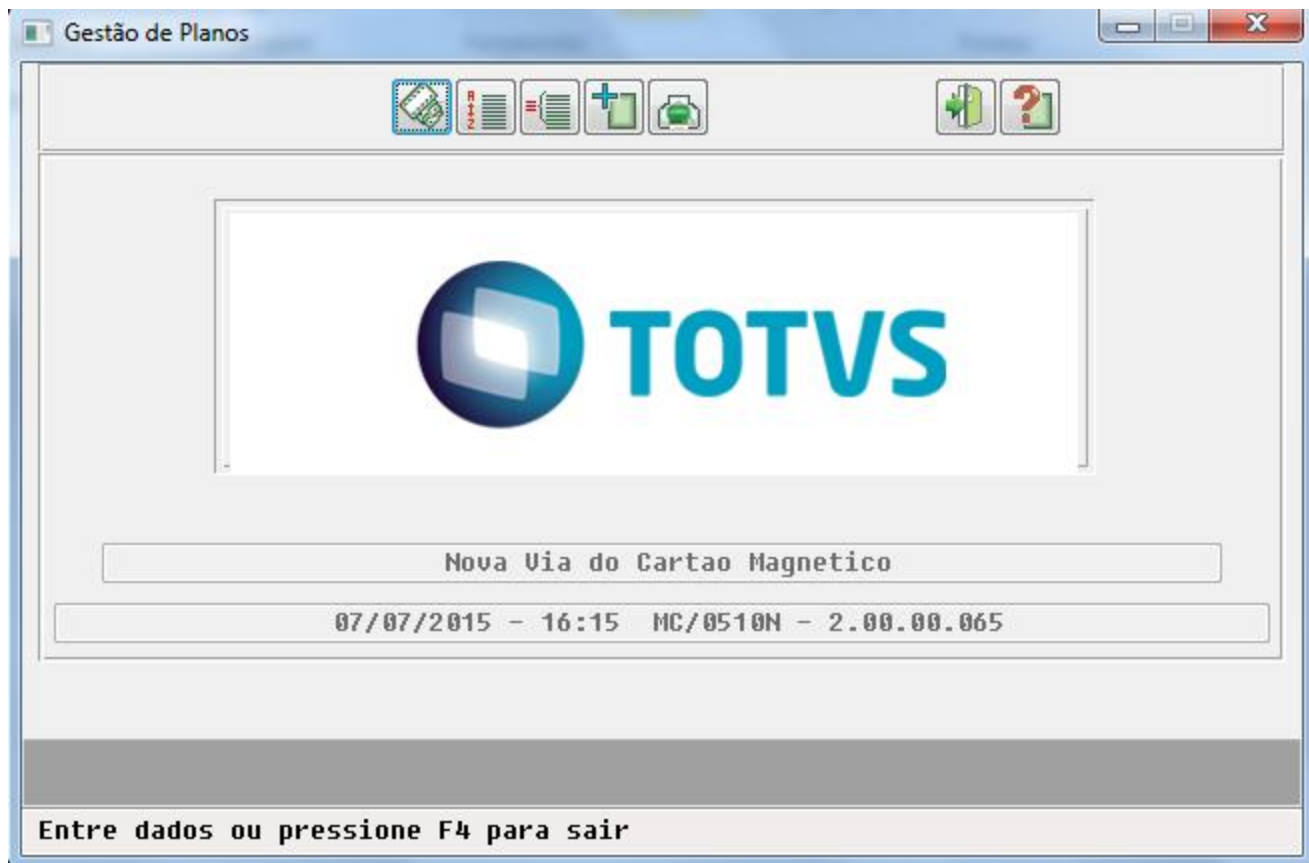 Gestão de Planos
TOTVS
Nova Via do Cartao Magnetico
07/07/2015 - 16:15 MC/0510N - 2.00.00.065
Entre dados ou pressione F4 para sair